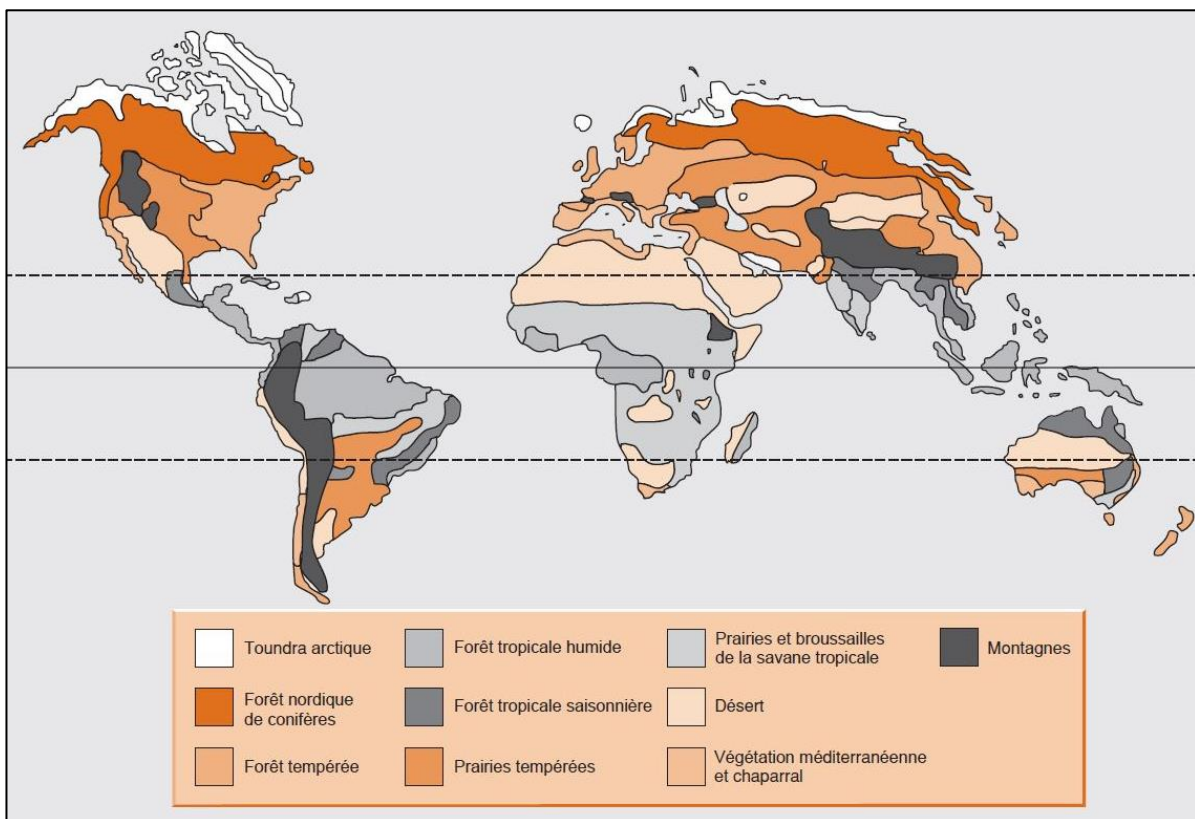 Toundra arctique
Forêt nordique
de conifères
Forêt tempérée
Forêt tropicale humide
Forêt tropicale saisonnière
Prairies tempérées
Prairies et broussailles
de la savane tropicale
Désert
Végétation méditerranéenne
et chaparral
Montagnes